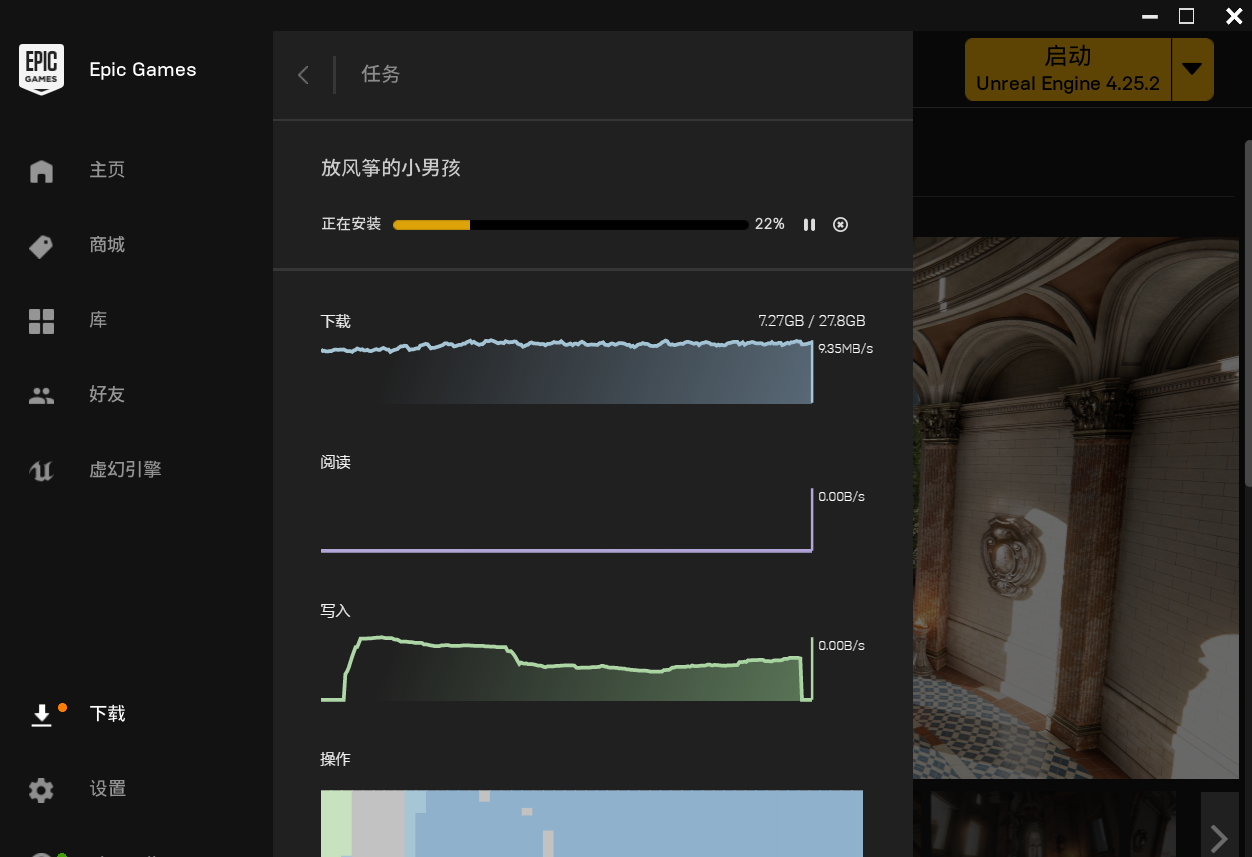 EPIC
GAMES
Epic Games
主页
商城
库
好友
虚幻引擎
下载
设置
任务
放风筝的小男孩
正在安装
22%
下载
7.27GB / 27.8GB
9.35MB/s
阅读
0.00B/s
写入
0.00B/s
操作
启动
Unreal Engine 4.25.2